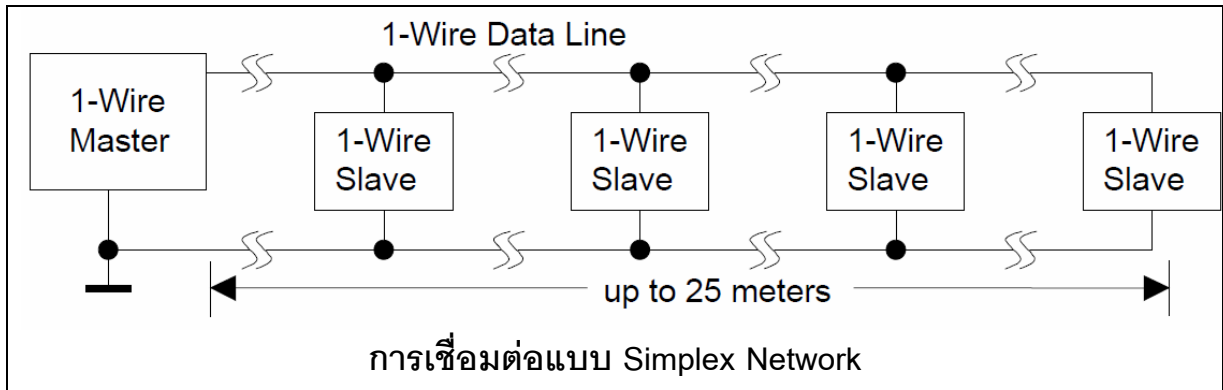 1-Wire Data Line
1-Wire
Master
1-Wire
Slave
1-Wire
Slave
1-Wire
Slave
1-Wire
Slave
up to 25 meters
การเชื่อมต่อแบบ Simplex Network